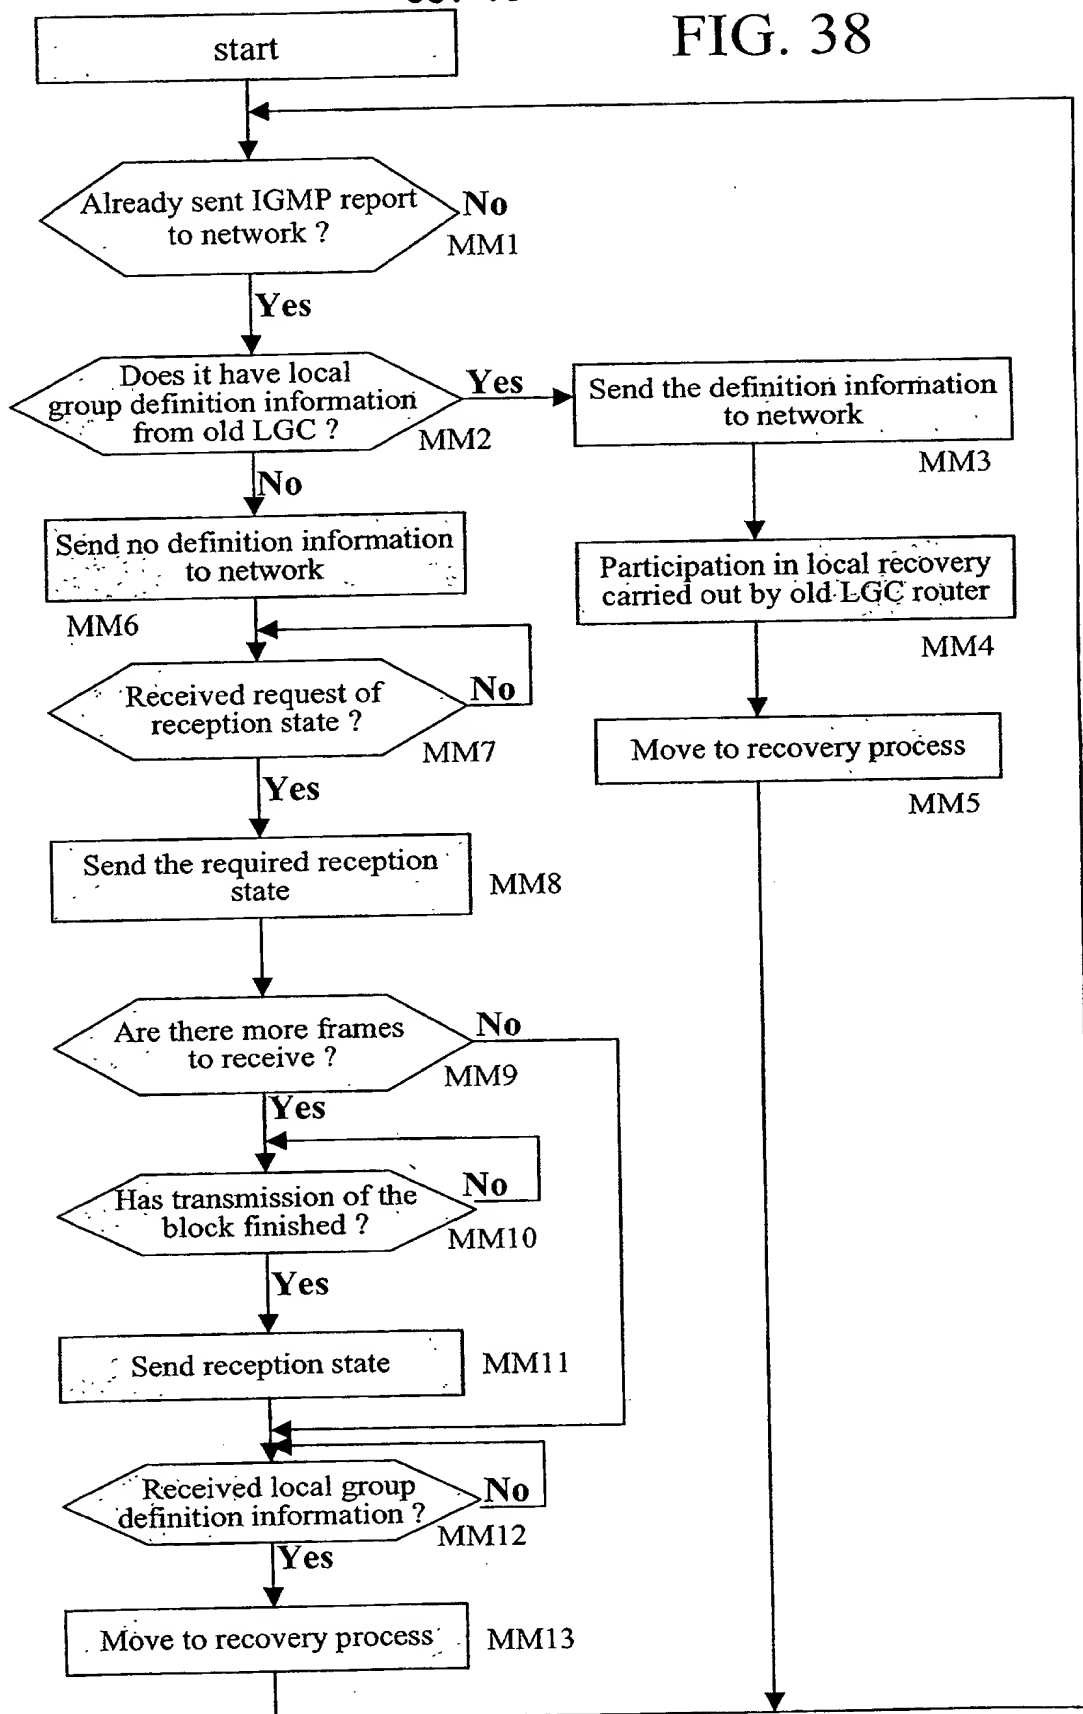 FIG. 38
start
Already sent IGMP report
to network ?
No
MM1
Yes
Does it have local
group definition information
from old LGC ?
Yes
MM2
Send the definition information
to network
MM3
No
Send no definition information
to network
MM6
Participation in local recovery
carried out by old LGC router
MM4
Received request of
reception state ?
No
MM7
Move to recovery process
MM5
Yes
Send the required reception
state
MM8
Are there more frames
to receive ?
No
MM9
Yes
Has transmission of the
block finished ?
No
MM10
Yes
Send reception state
MM11
Received local group
definition information ?
No
MM12
Yes
Move to recovery process
MM13